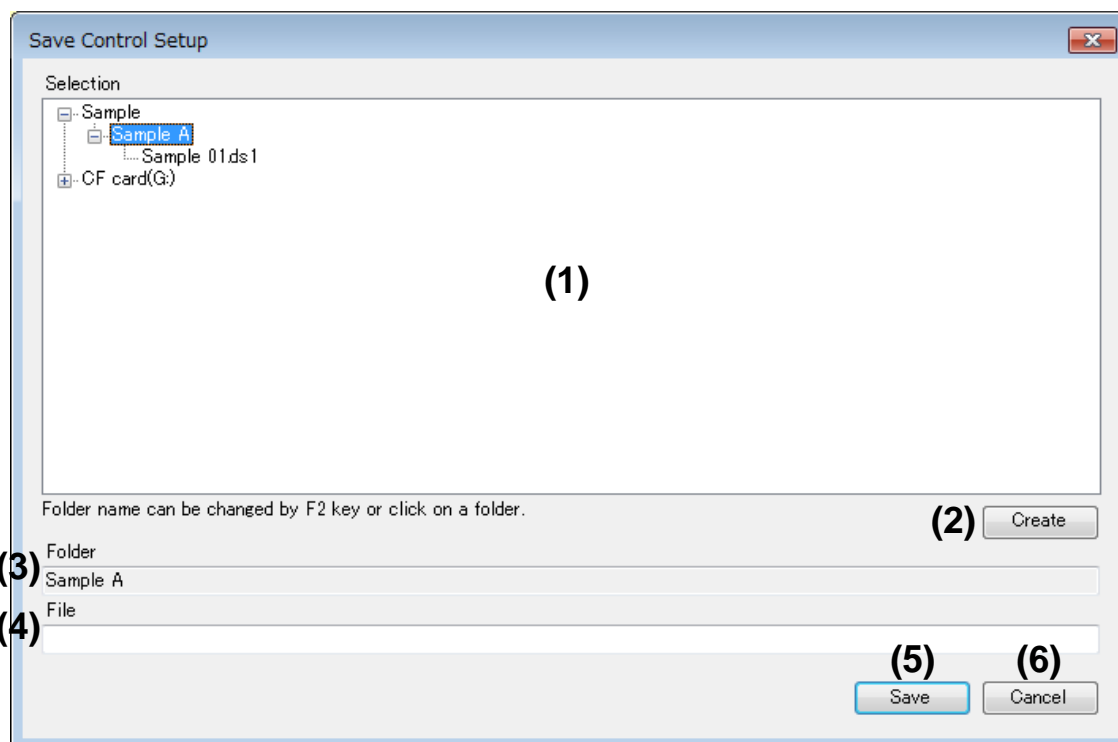 Save Control Setup
Selection
Sample
Sample A
Sample 01.ds1
CF card(G:)
(1)
Folder name can be changed by F2 key or click on a folder.
(2) Create
Folder
(3) Sample A
File
(4)
(5) (6)
Save Cancel